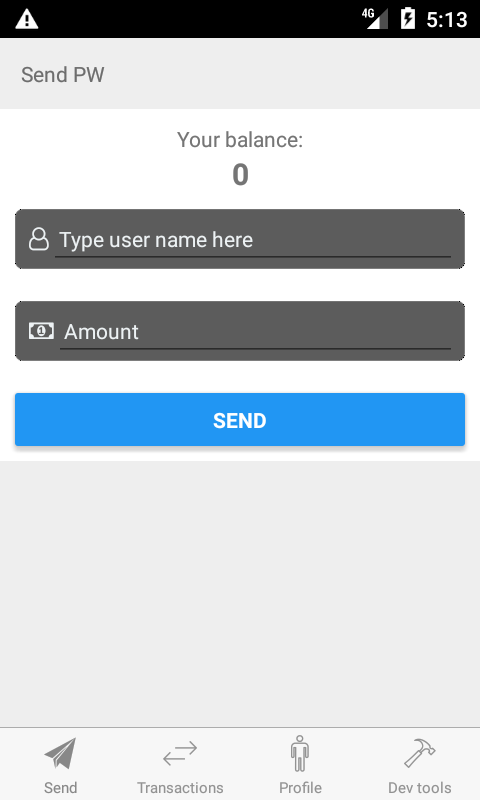 4G 5:13
Send PW
Your balance:
0
Type user name here
1 Amount
SEND
Send Transactions Profile Dev tools